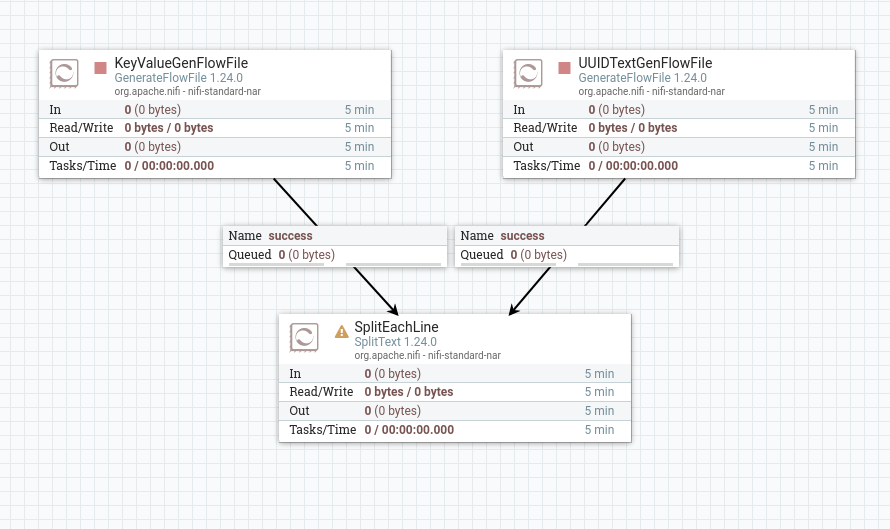 KeyValueGenFlowFile
GenerateFlowFile 1.24.0
org.apache.nifi - nifi-standard-nar
In 0 (0 bytes) 5 min
Read/Write 0 bytes / 0 bytes 5 min
Out 0 (0 bytes) 5 min
Tasks/Time 0 / 00:00:00.000 5 min
UUIDTextGenFlowFile
GenerateFlowFile 1.24.0
org.apache.nifi - nifi-standard-nar
In 0 (0 bytes) 5 min
Read/Write 0 bytes / 0 bytes 5 min
Out 0 (0 bytes) 5 min
Tasks/Time 0 / 00:00:00.000 5 min
Name success
Queued 0 (0 bytes)
Name success
Queued 0 (0 bytes)
SplitEachLine
SplitText 1.24.0
org.apache.nifi - nifi-standard-nar
In 0 (0 bytes) 5 min
Read/Write 0 bytes / 0 bytes 5 min
Out 0 (0 bytes) 5 min
Tasks/Time 0 / 00:00:00.000 5 min